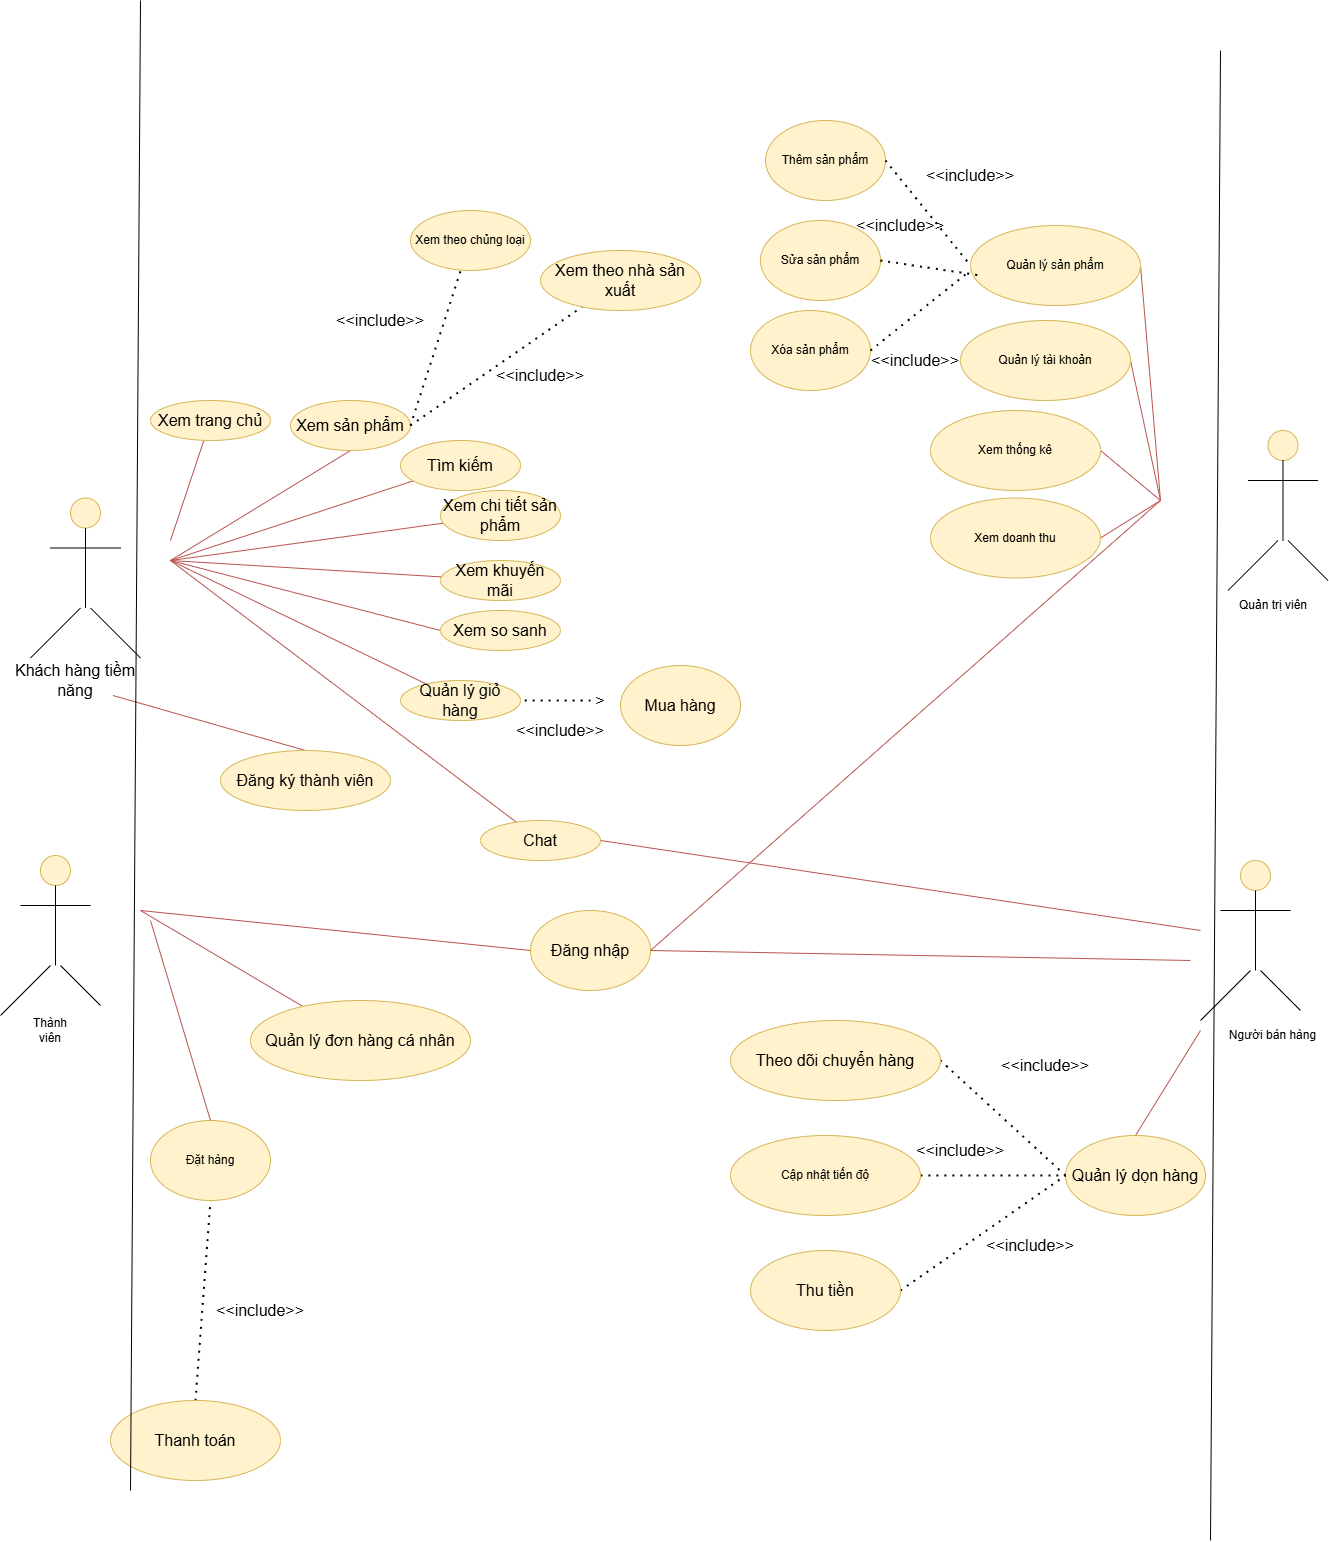 Thêm sản phẩm
<<include>>
Xem theo chủng loại
<<include>>
Sửa sản phẩm
Quản lý sản phẩm
Xem theo nhà sản
xuất
<<include>>
Xóa sản phẩm
<<include>>
Quản lý tài khoản
<<include>>
Xem trang chủ
Xem sản phẩm
Xem thống kê
Tìm kiếm
Xem chi tiết sản
phẩm
Xem doanh thu
Xem khuyến
mãi
Quản trị viên
Xem so sanh
Khách hàng tiềm
năng
Quản lý giỏ
hàng
>
Mua hàng
<<include>>
Đăng ký thành viên
Chat
Đăng nhập
Thành
viên
Người bán hàng
Quản lý đơn hàng cá nhân
Theo dõi chuyển hàng
<<include>>
Đặt hàng
Cập nhật tiến độ
<<include>>
Quản lý dọn hàng
<<include>>
Thu tiền
<<include>>
Thanh toán